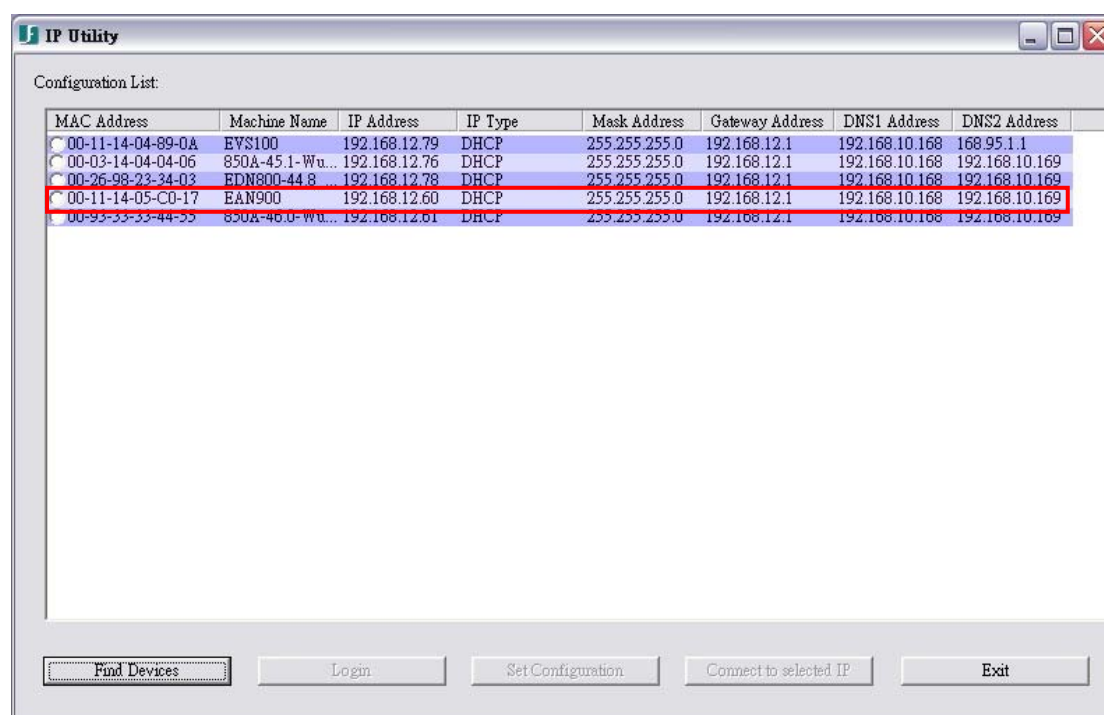 IP Utility
Configuration List:
MAC Address Machine Name IP Address IP Type Mask Address Gateway Address DNS1 Address DNS2 Address
00-11-14-04-89-0A EVS100 192.168.12.79 DHCP 255.255.255.0 192.168.12.1 192.168.10.168 168.95.1.1
00-03-14-04-04-06 850A-45.1-Wu... 192.168.12.76 DHCP 255.255.255.0 192.168.12.1 192.168.10.168 192.168.10.169
00-26-98-23-34-03 EDN800-44.8 ... 192.168.12.78 DHCP 255.255.255.0 192.168.12.1 192.168.10.168 192.168.10.169
00-11-14-05-C0-17 EAN900 192.168.12.60 DHCP 255.255.255.0 192.168.12.1 192.168.10.168 192.168.10.169
00-93-33-33-44-55 850A-46.0-Wu... 192.168.12.61 DHCP 255.255.255.0 192.168.12.1 192.168.10.168 192.168.10.169
Find Devices Login Set Configuration Connect to selected IP Exit